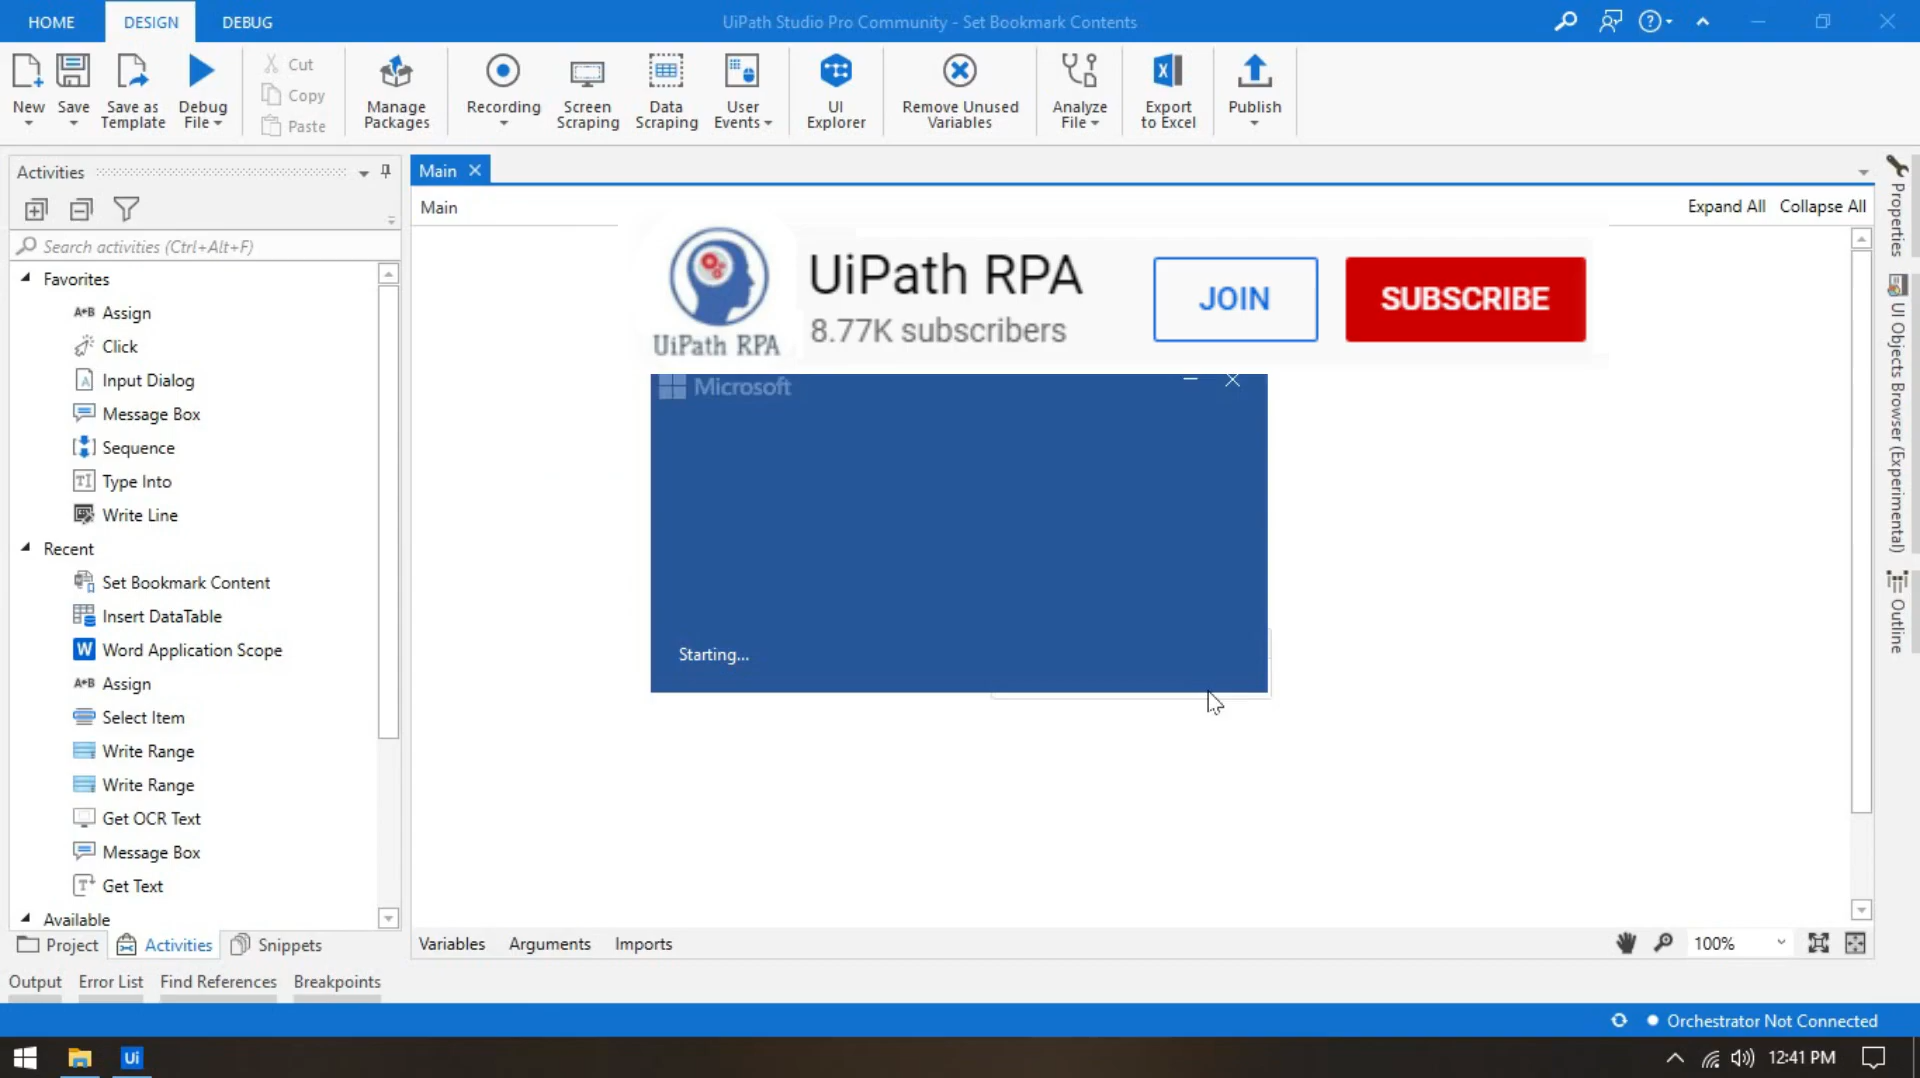 HOME
DESIGN
DEBUG
UiPath Studio Pro Community - Set Bookmark Contents
New
Save
Save as Template
Debug File
Cut
Copy
Paste
Manage Packages
Recording
Screen Scraping
Data Scraping
User Events
UI Explorer
Remove Unused Variables
Analyze File
Export to Excel
Publish
Activities
Search activities (Ctrl+Alt+F)
Favorites
A+B Assign
Click
Input Dialog
Message Box
Sequence
Type Into
Write Line
Recent
Set Bookmark Content
Insert DataTable
W Word Application Scope
A+B Assign
Select Item
Write Range
Write Range
Get OCR Text
Message Box
Get Text
Available
Project
Activities
Snippets
Main
Main
Expand All
Collapse All
UiPath RPA
UiPath RPA
8.77K subscribers
JOIN
SUBSCRIBE
Microsoft
Starting...
Properties
UI Objects Browser (Experimental)
Outline
Variables
Arguments
Imports
100%
Output
Error List
Find References
Breakpoints
Orchestrator Not Connected
Ui
12:41 PM